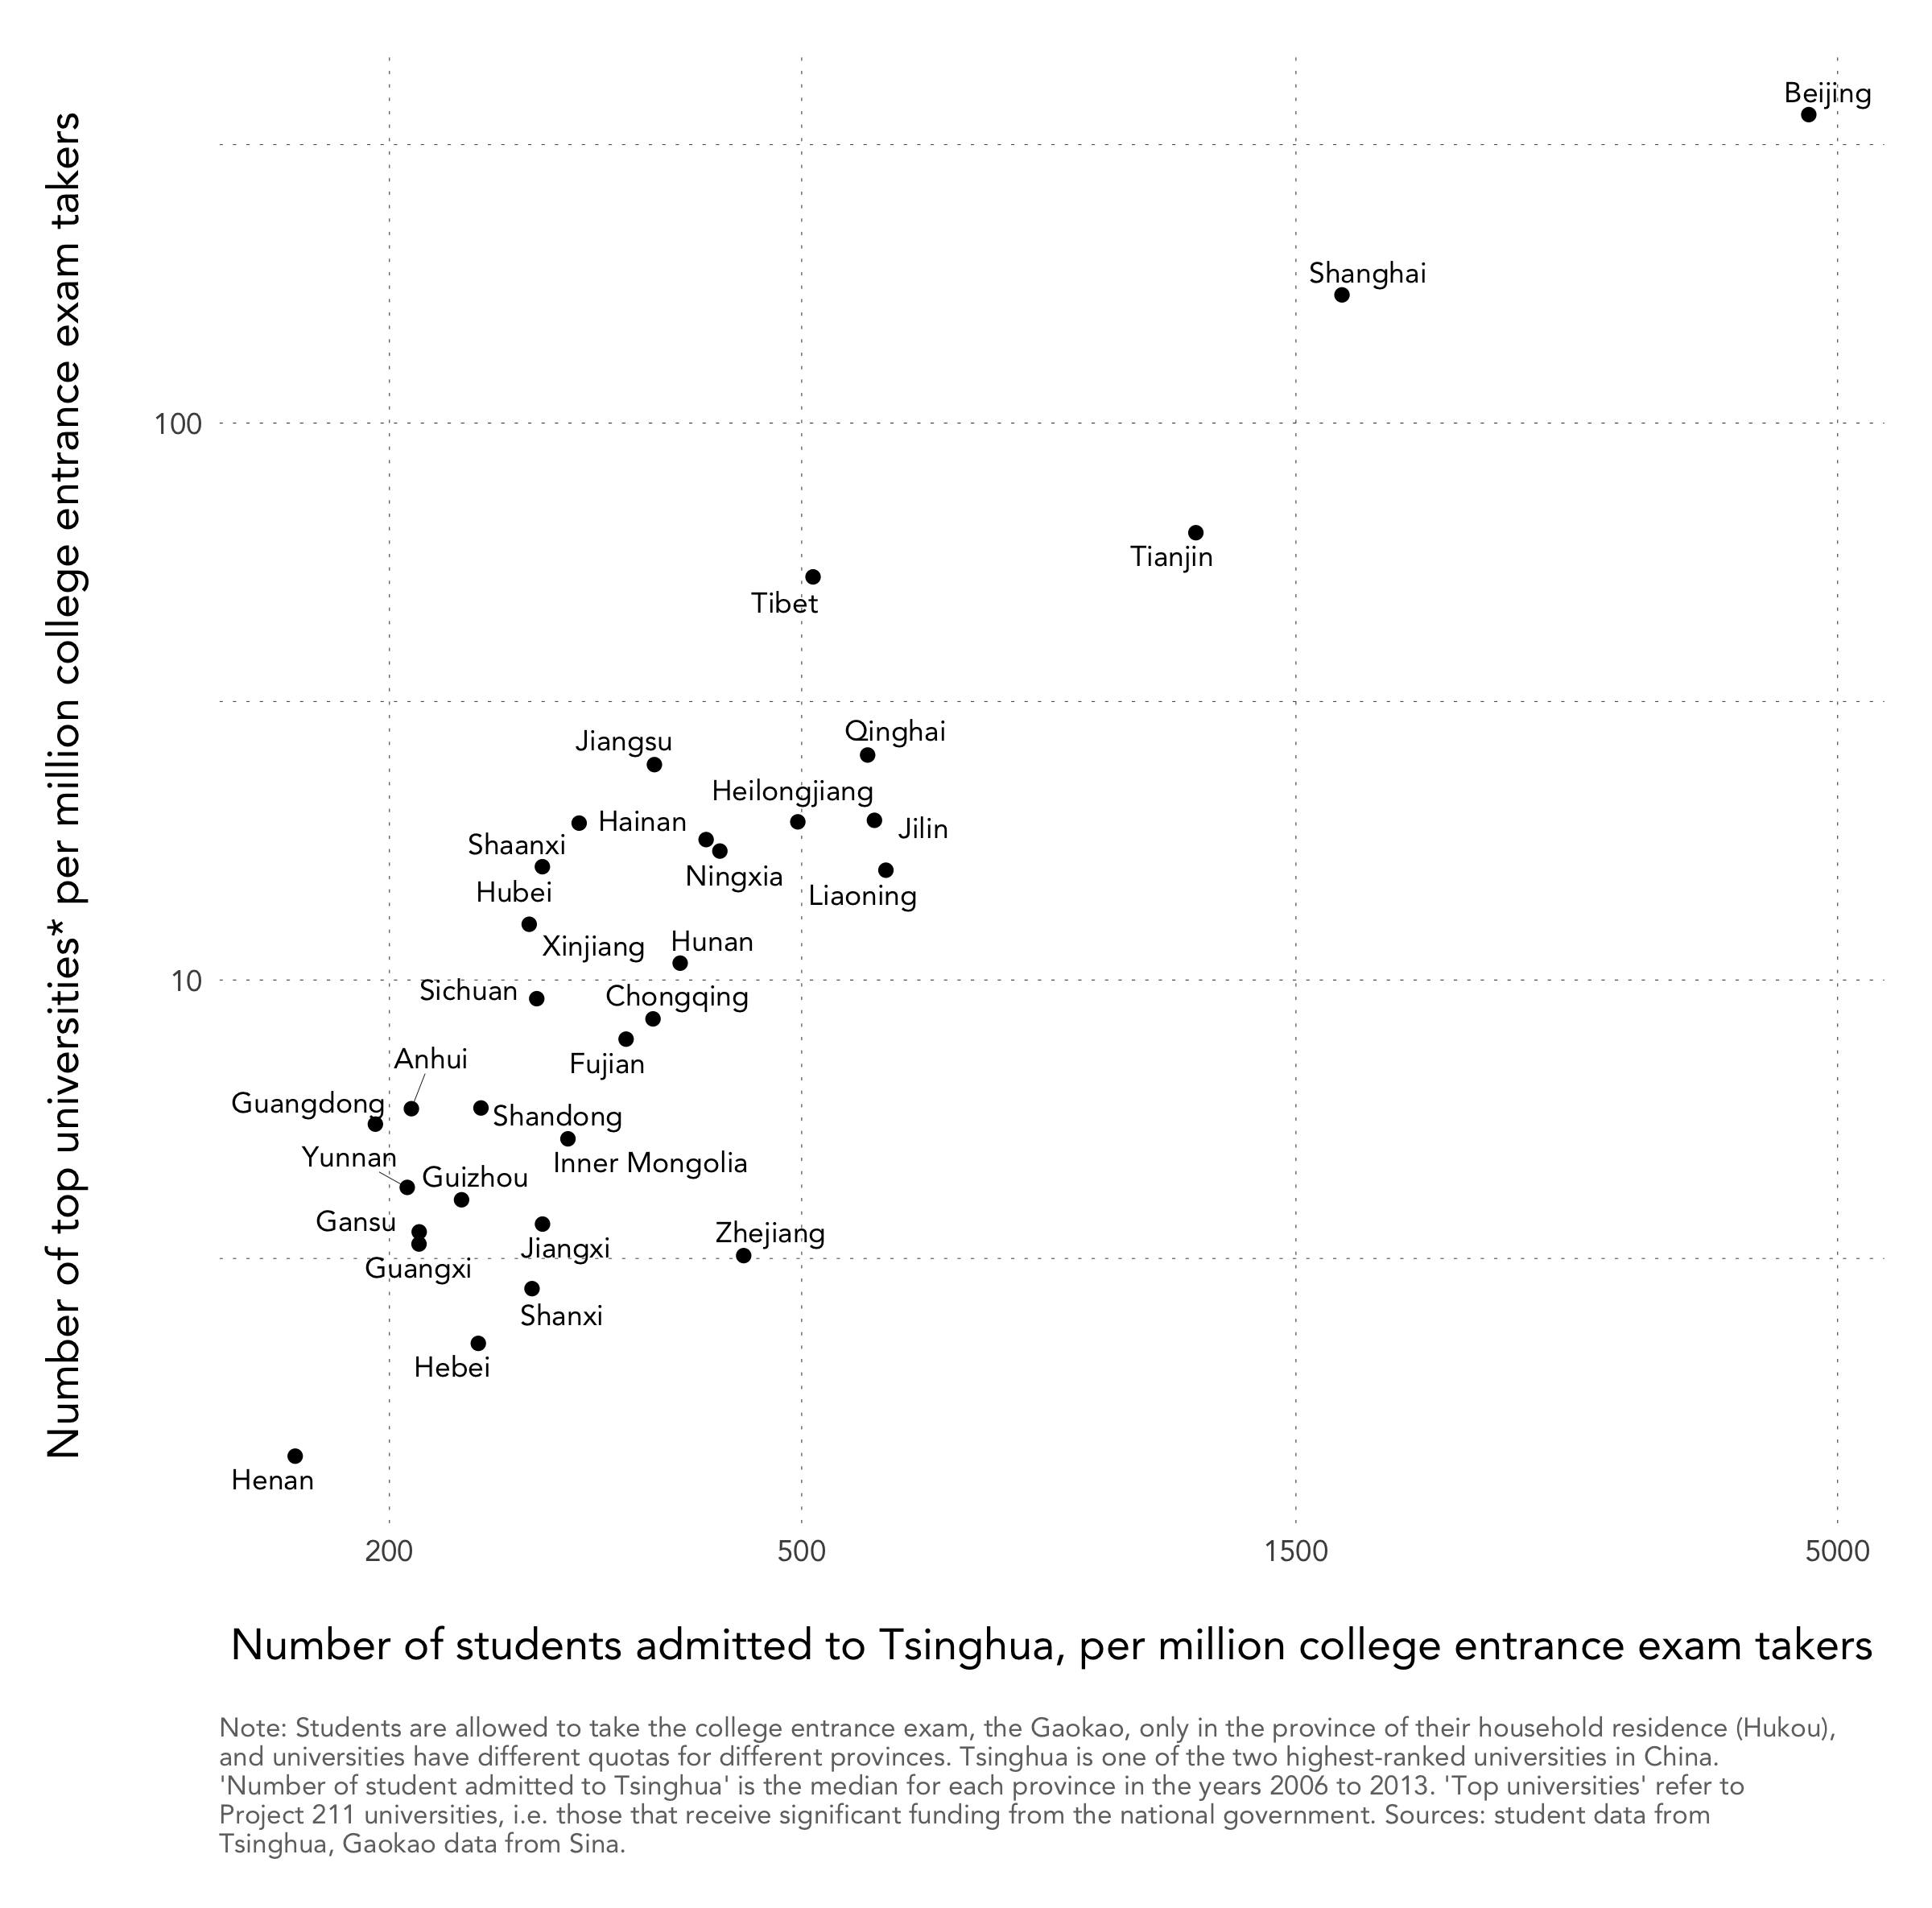 Number of top universities* per million college entrance exam takers
Beijing
Shanghai
100
Tianjin
Tibet
Qinghai
Jiangsu
Heilongjiang
Hainan
Jilin
Shaanxi
Ningxia
Hubei
Liaoning
Xinjiang
Hunan
10
Sichuan
Chongqing
Fujian
Anhui
Guangdong
Shandong
Yunnan
Inner Mongolia
Guizhou
Gansu
Zhejiang
Jiangxi
Guangxi
Shanxi
Hebei
Henan
200
500
1500
5000
Number of students admitted to Tsinghua, per million college entrance exam takers
Note: Students are allowed to take the college entrance exam, the Gaokao, only in the province of their household residence (Hukou),
and universities have different quotas for different provinces. Tsinghua is one of the two highest-ranked universities in China.
'Number of student admitted to Tsinghua' is the median for each province in the years 2006 to 2013. 'Top universities' refer to
Project 211 universities, i.e. those that receive significant funding from the national government. Sources: student data from
Tsinghua, Gaokao data from Sina.